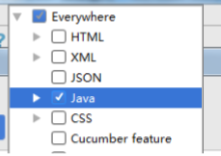 Everywhere
HTML
XML
JSON
Java
CSS
Cucumber feature